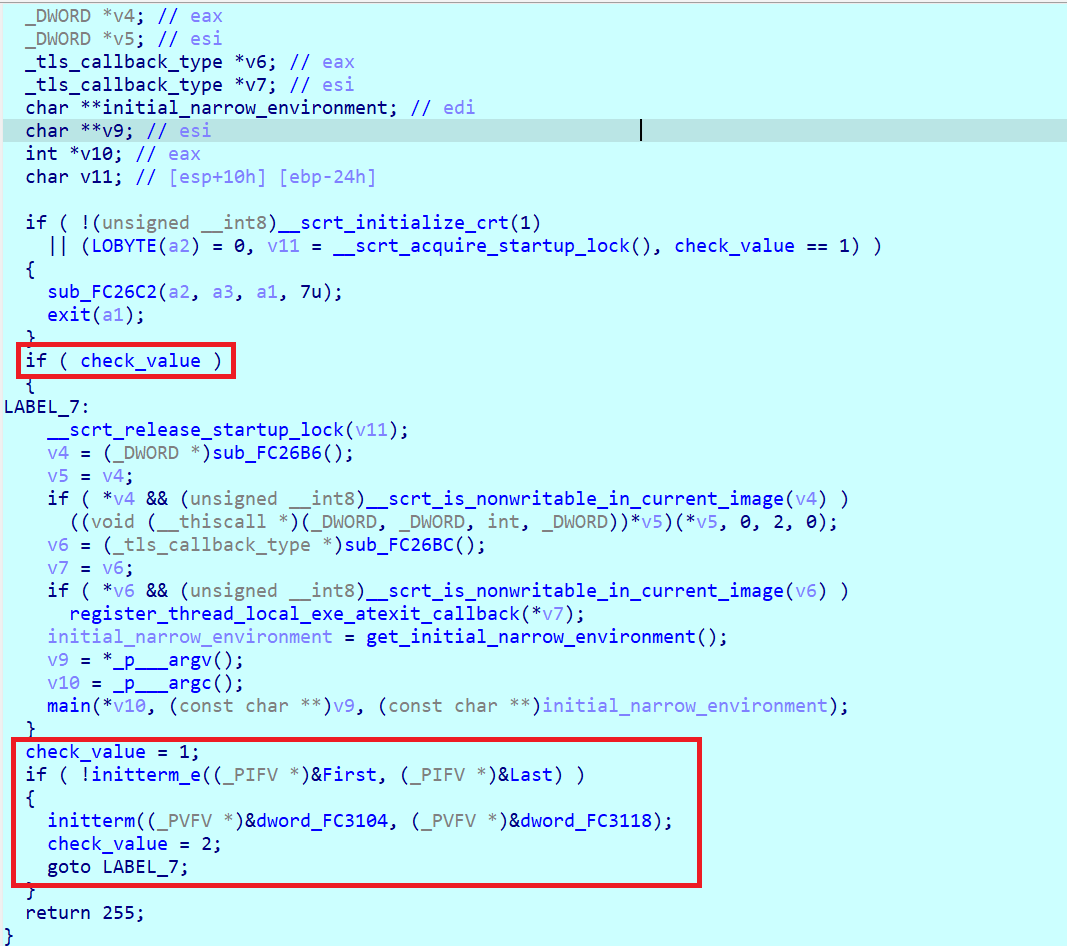 _DWORD *v4; // eax
_DWORD *v5; // esi
_tls_callback_type *v6; // eax
_tls_callback_type *v7; // esi
char **initial_narrow_environment; // edi
char **v9; // esi
int *v10; // eax
char v11; // [esp+10h] [ebp-24h]
if ( !(unsigned __int8)__scrt_initialize_crt(1)
|| (LOBYTE(a2) = 0, v11 = __scrt_acquire_startup_lock(), check_value == 1) )
{
sub_FC26C2(a2, a3, a1, 7u);
exit(a1);
}
if ( check_value )
{
LABEL_7:
__scrt_release_startup_lock(v11);
v4 = (_DWORD *)sub_FC26B6();
v5 = v4;
if ( *v4 && (unsigned __int8)__scrt_is_nonwritable_in_current_image(v4) )
((void (__thiscall *)(_DWORD, _DWORD, int, _DWORD))*v5)(*v5, 0, 2, 0);
v6 = (_tls_callback_type *)sub_FC26BC();
v7 = v6;
if ( *v6 && (unsigned __int8)__scrt_is_nonwritable_in_current_image(v6) )
register_thread_local_exe_atexit_callback(*v7);
initial_narrow_environment = get_initial_narrow_environment();
v9 = *_p___argv();
v10 = _p___argc();
main(*v10, (const char **)v9, (const char **)initial_narrow_environment);
}
check_value = 1;
if ( !initterm_e((_PIFV *)&First, (_PIFV *)&Last) )
{
initterm((_PVFV *)&dword_FC3104, (_PVFV *)&dword_FC3118);
check_value = 2;
goto LABEL_7;
}
return 255;
}